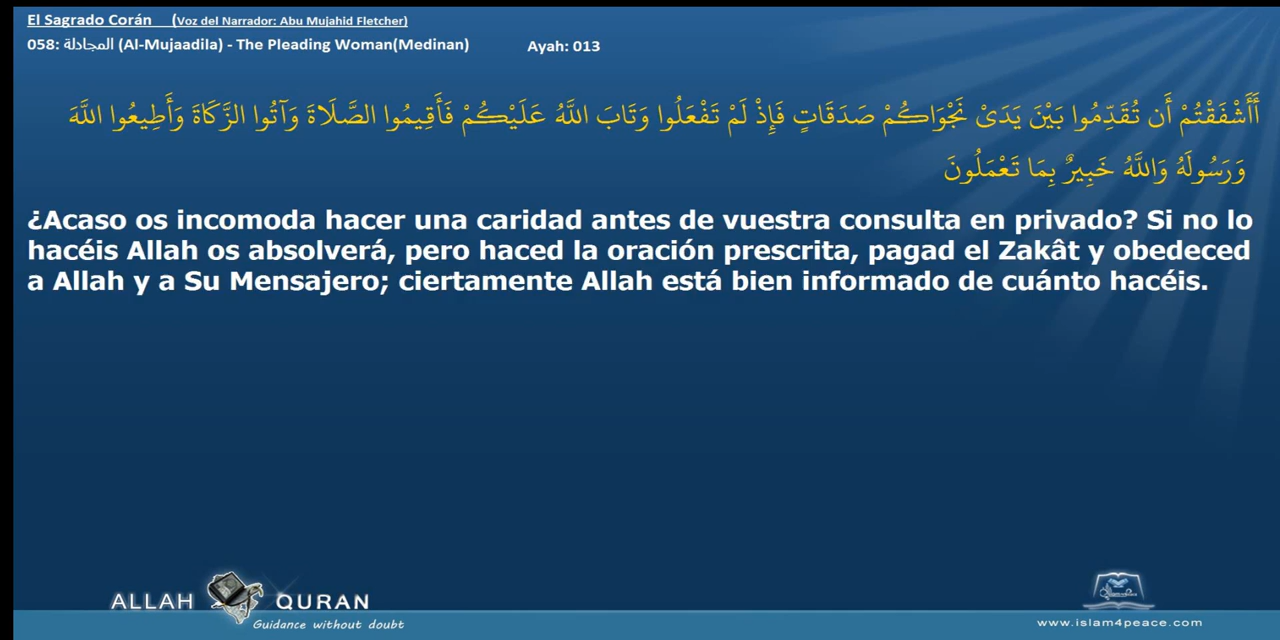 El Sagrado Corán (Voz del Narrador: Abu Mujahid Fletcher)
058: المجادلة (Al-Mujaadila) - The Pleading Woman(Medinan) Ayah: 013
أَأَشْفَقْتُمْ أَن تُقَدِّمُوا بَيْنَ يَدَىْ نَجْوَاكُمْ صَدَقَاتٍ فَإِذْ لَمْ تَفْعَلُوا وَتَابَ اللَّهُ عَلَيْكُمْ فَأَقِيمُوا الصَّلَاةَ وَآتُوا الزَّكَاةَ وَأَطِيعُوا اللَّهَ
وَرَسُولَهُ وَاللَّهُ خَبِيرٌ بِمَا تَعْمَلُونَ
¿Acaso os incomoda hacer una caridad antes de vuestra consulta en privado? Si no lo
hacéis Allah os absolverá, pero haced la oración prescrita, pagad el Zakât y obedeced
a Allah y a Su Mensajero; ciertamente Allah está bien informado de cuánto hacéis.
ALLAH QURAN
Guidance without doubt
www.islam4peace.com